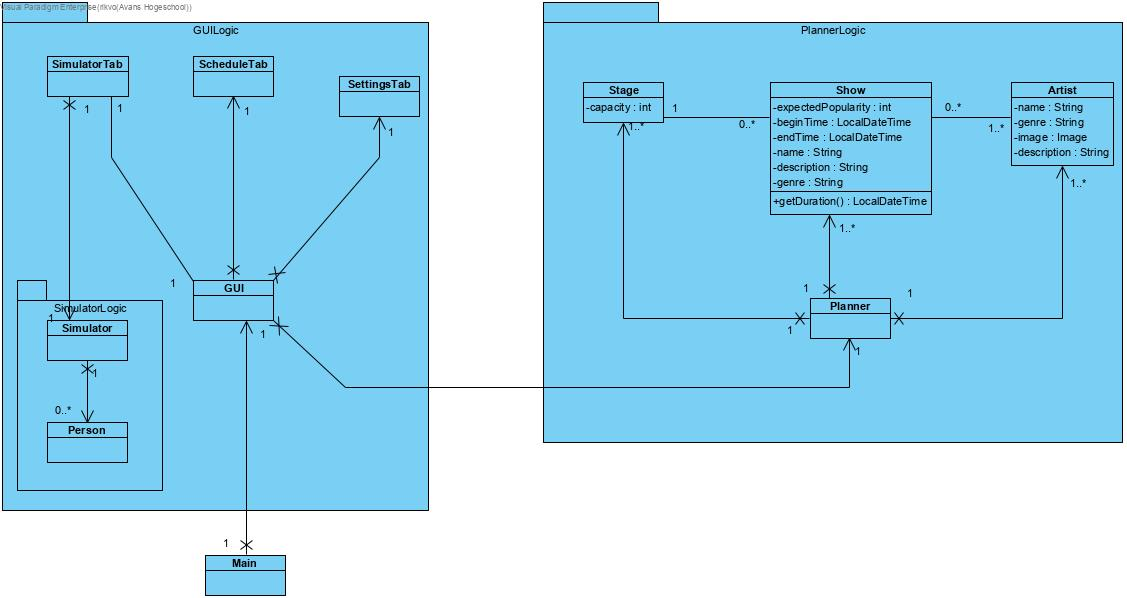 Visual Paradigm Enterprise(rikvo(Avans Hogeschool))
GUILogic
SimulatorTab
ScheduleTab
SettingsTab
1
1
1
1
1
GUI
1
SimulatorLogic
1
Simulator
1
0..*
Person
1
Main
PlannerLogic
Stage
-capacity : int
1
0..*
1..*
Show
-expectedPopularity : int
-beginTime : LocalDateTime
-endTime : LocalDateTime
-name : String
-description : String
-genre : String
+getDuration() : LocalDateTime
0..*
1..*
Artist
-name : String
-genre : String
-image : Image
-description : String
1..*
1..*
1
1
Planner
1
1